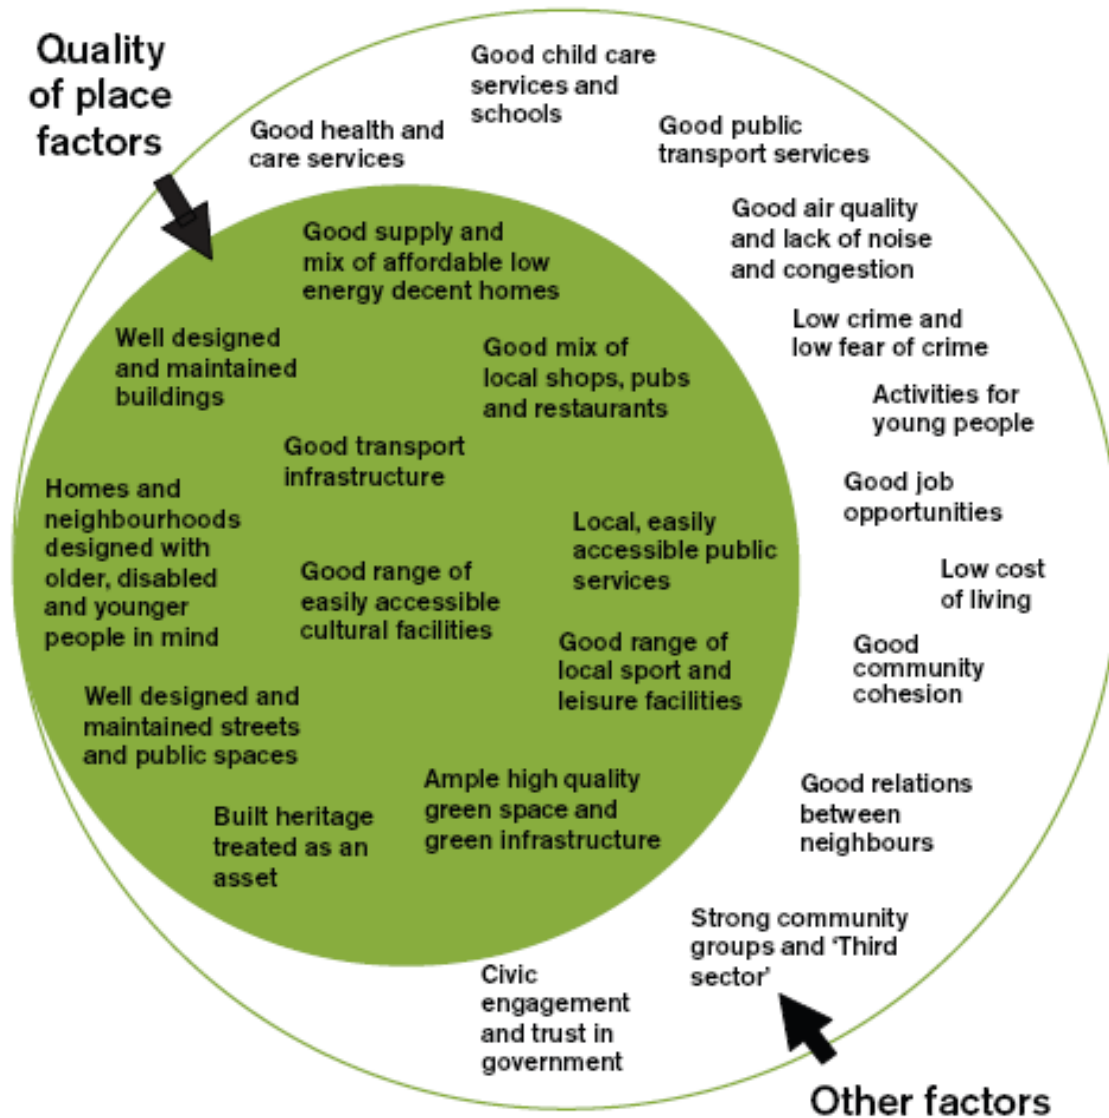 Quality
of place
factors
Good child care
services and
schools
Good health and
care services
Good public
transport services
Good air quality
and lack of noise
and congestion
Low crime and
low fear of crime
Activities for
young people
Good job
opportunities
Low cost
of living
Good
community
cohesion
Good relations
between
neighbours
Strong community
groups and ‘Third
sector’
Civic
engagement
and trust in
government
Other factors
Good supply and
mix of affordable low
energy decent homes
Well designed
and maintained
buildings
Good mix of
local shops, pubs
and restaurants
Good transport
infrastructure
Homes and
neighbourhoods
designed with
older, disabled
and younger
people in mind
Local, easily
accessible public
services
Good range of
easily accessible
cultural facilities
Good range of
local sport and
leisure facilities
Well designed and
maintained streets
and public spaces
Ample high quality
green space and
green infrastructure
Built heritage
treated as an
asset